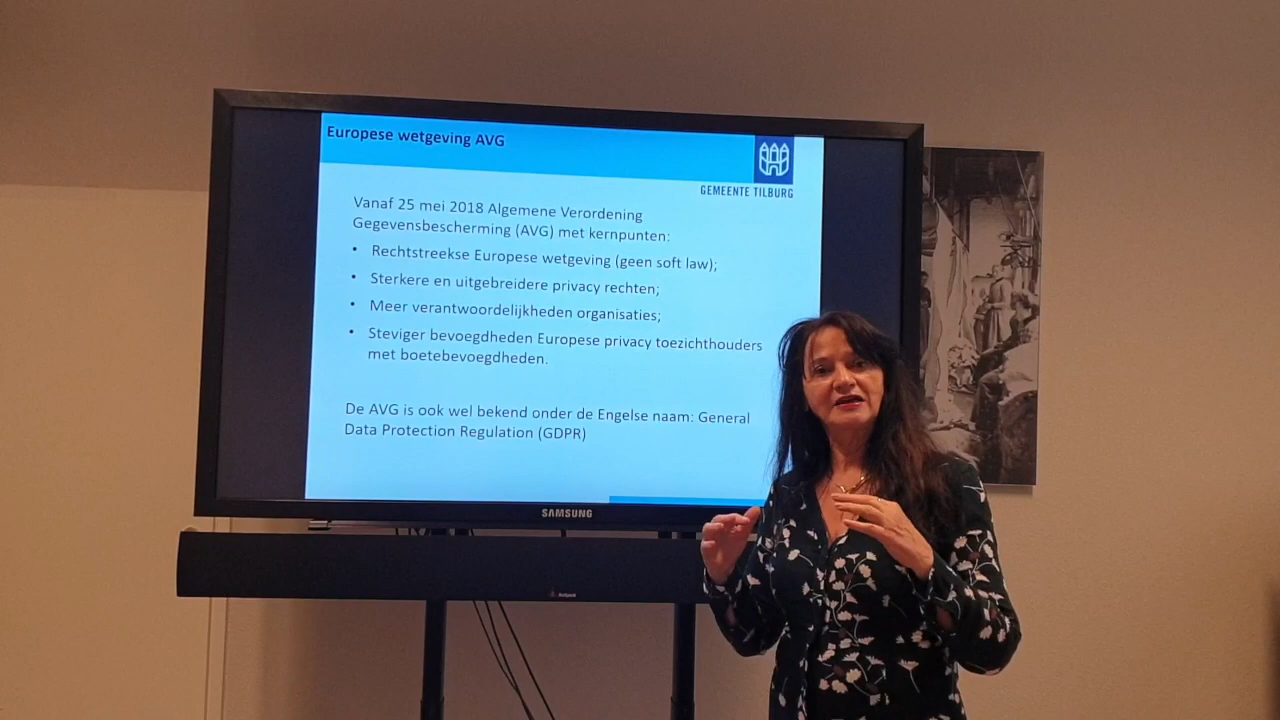 Europese wetgeving AVG
GEMEENTE TILBURG
Vanaf 25 mei 2018 Algemene Verordening
Gegevensbescherming (AVG) met kernpunten:
• Rechtstreekse Europese wetgeving (geen soft law);
• Sterkere en uitgebreidere privacy rechten;
• Meer verantwoordelijkheden organisaties;
• Steviger bevoegdheden Europese privacy toezichthouders
met boetebevoegdheden.
De AVG is ook wel bekend onder de Engelse naam: General
Data Protection Regulation (GDPR)
SAMSUNG